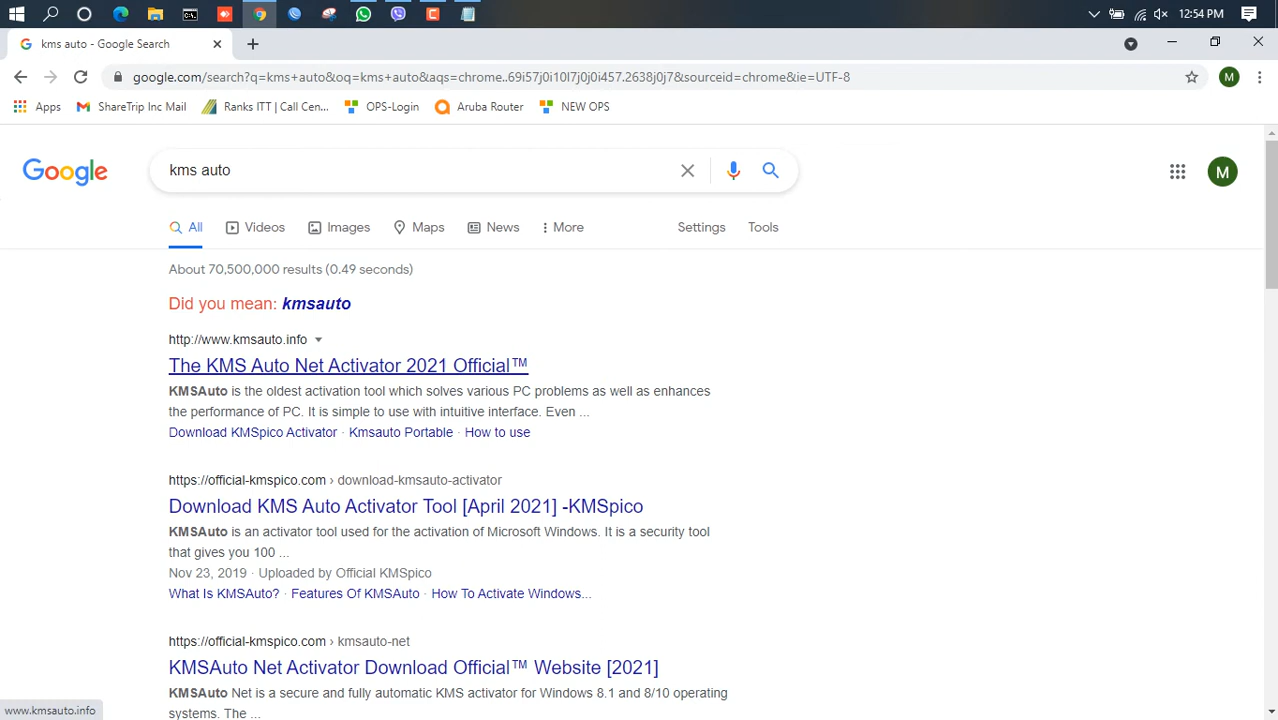 12:54 PM
kms auto - Google Search
google.com/search?q=kms+auto&oq=kms+auto&aqs=chrome..69i57j0i10l7j0j0i457.2638j0j7&sourceid=chrome&ie=UTF-8
M
Apps ShareTrip Inc Mail Ranks ITT | Call Cen... OPS-Login Aruba Router NEW OPS
Google kms auto M
All Videos Images Maps News More Settings Tools
About 70,500,000 results (0.49 seconds)
Did you mean: kmsauto
http://www.kmsauto.info
The KMS Auto Net Activator 2021 Official™
KMSAuto is the oldest activation tool which solves various PC problems as well as enhances
the performance of PC. It is simple to use with intuitive interface. Even ...
Download KMSpico Activator · Kmsauto Portable · How to use
https://official-kmspico.com › download-kmsauto-activator
Download KMS Auto Activator Tool [April 2021] -KMSpico
KMSAuto is an activator tool used for the activation of Microsoft Windows. It is a security tool
that gives you 100 ...
Nov 23, 2019 · Uploaded by Official KMSpico
What Is KMSAuto? · Features Of KMSAuto · How To Activate Windows...
https://official-kmspico.com › kmsauto-net
KMSAuto Net Activator Download Official™ Website [2021]
KMSAuto Net is a secure and fully automatic KMS activator for Windows 8.1 and 8/10 operating
systems. The ...
www.kmsauto.info